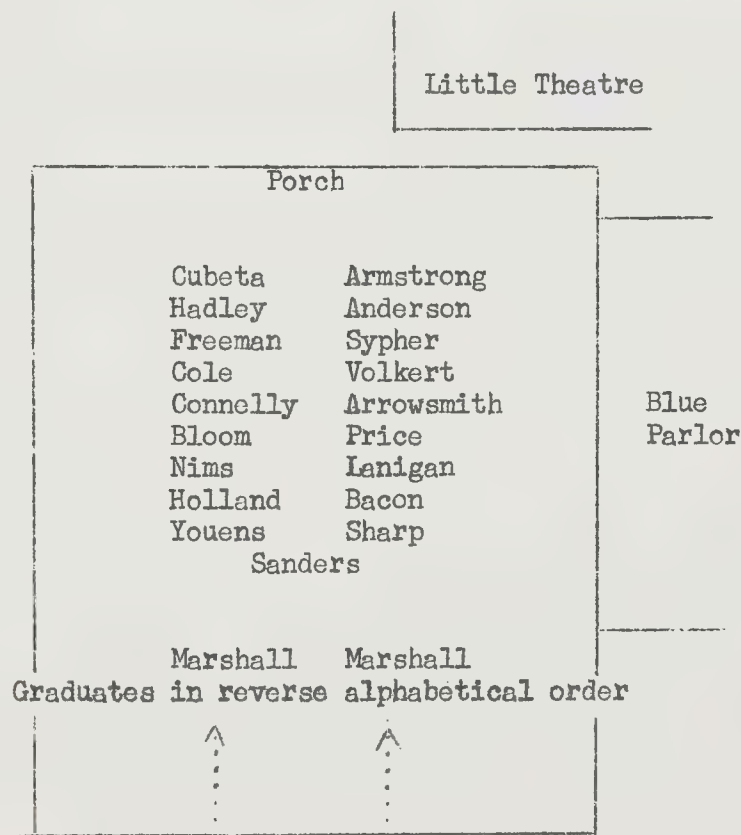 Little Theatre
Porch
Cubeta Armstrong
Hadley Anderson
Freeman Sypher
Cole Volkert
Connelly Arrowsmith
Bloom Price
Nims Lanigan
Holland Bacon
Youens Sharp
Sanders
Blue
Parlor
Marshall Marshall
Graduates in reverse alphabetical order